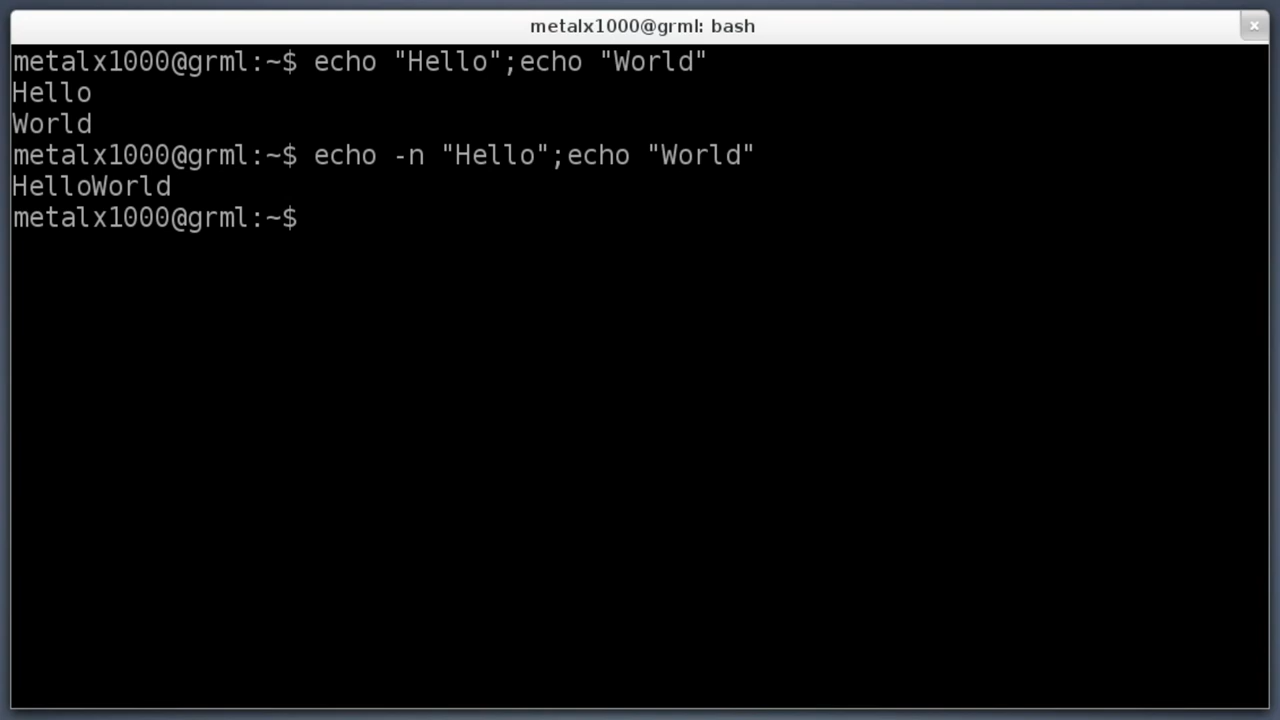 metalx1000@grml: bash
metalx1000@grml:~$ echo "Hello";echo "World"
Hello
World
metalx1000@grml:~$ echo -n "Hello";echo "World"
HelloWorld
metalx1000@grml:~$